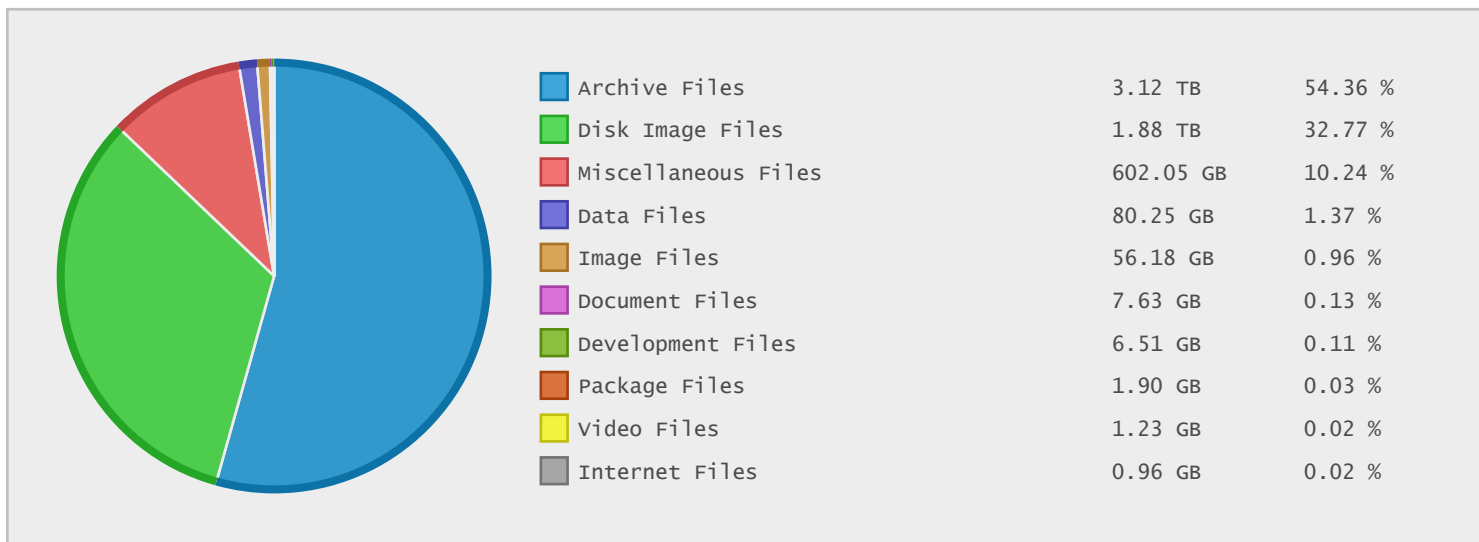 Archive Files 3.12 TB 54.36 %
Disk Image Files 1.88 TB 32.77 %
Miscellaneous Files 602.05 GB 10.24 %
Data Files 80.25 GB 1.37 %
Image Files 56.18 GB 0.96 %
Document Files 7.63 GB 0.13 %
Development Files 6.51 GB 0.11 %
Package Files 1.90 GB 0.03 %
Video Files 1.23 GB 0.02 %
Internet Files 0.96 GB 0.02 %